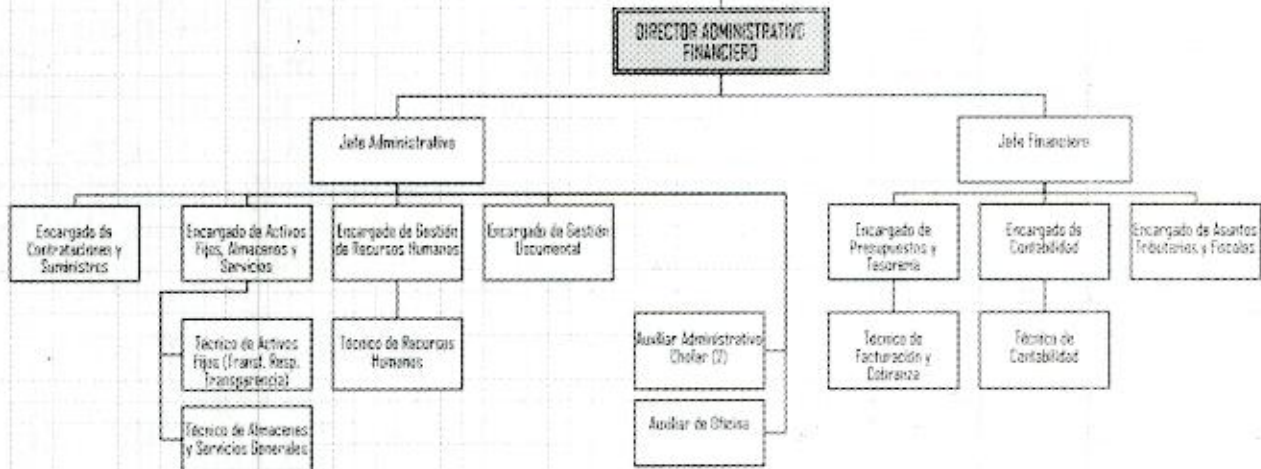 DIRECTOR ADMINISTRATIVO
FINANCIERO
Jefe Administrativo
Jefe Financiero
Encargado de
Contrataciones y
Suministros
Encargado de Activos
Fijos, Almacenes y
Servicios
Encargado de Gestión
de Recursos Humanos
Encargado de Gestión
Documental
Encargado de
Presupuestos y
Tesorería
Encargado de
Contabilidad
Encargado de Asuntos
Tributarios y Fiscales
Técnico de Activos
Fijos (Transf. Resp.
Transparencia)
Técnico de Recursos
Humanos
Auxiliar Administrativo
Chofer (2)
Técnico de
Facturación y
Cobranza
Técnico de
Contabilidad
Técnico de Almacenes
y Servicios Generales
Auxiliar de Oficina